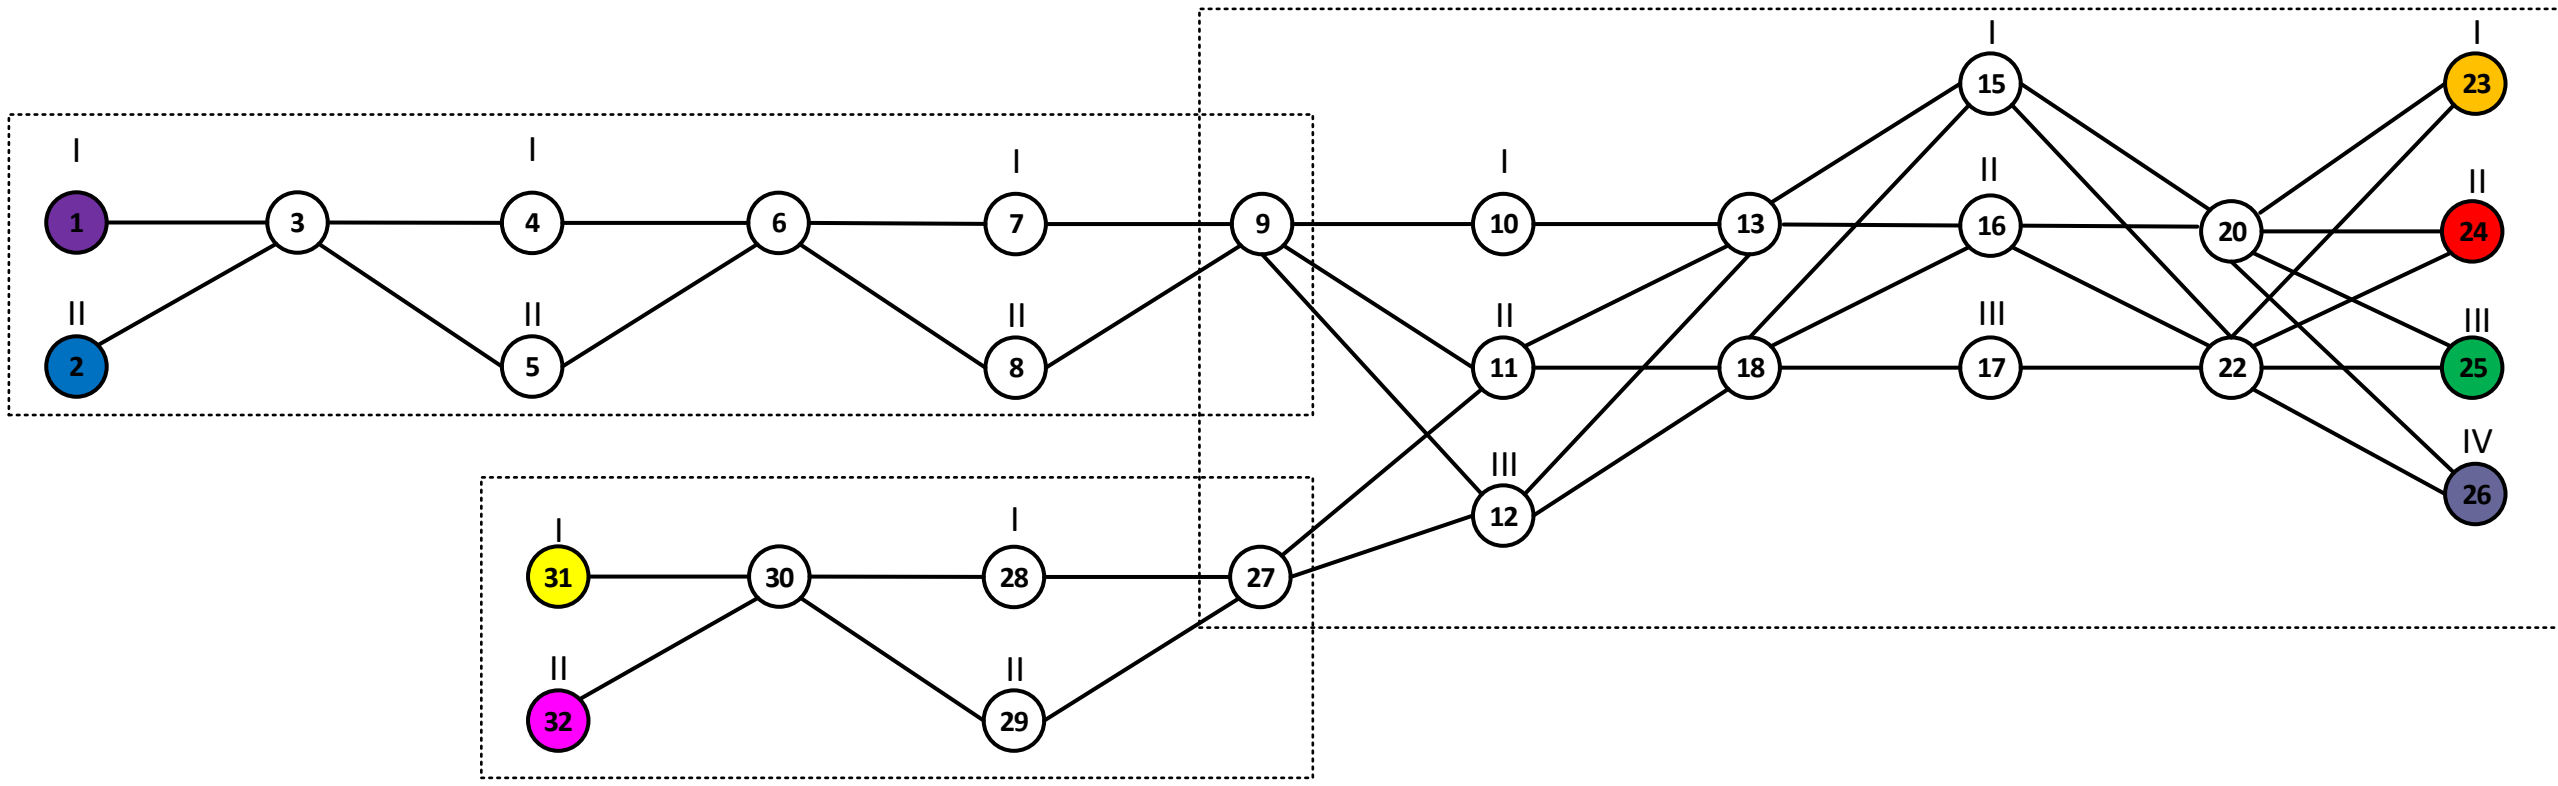 I I
15 23
I I I I II II
1 3 4 6 7 9 10 13 16 20 24
II II II II III III
2 5 8 11 18 17 22 25
I I III IV
31 30 28 27 12 26
II II
32 29